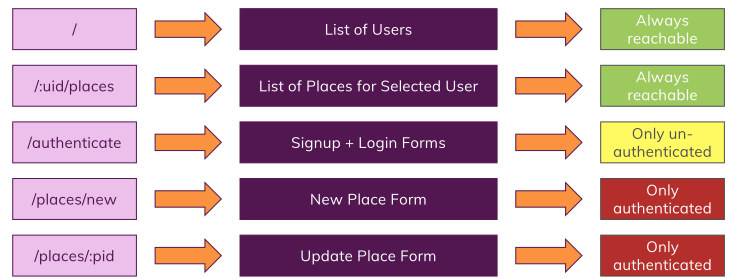 /
List of Users
Always
reachable
/:uid/places
List of Places for Selected User
Always
reachable
/authenticate
Signup + Login Forms
Only un-
authenticated
/places/new
New Place Form
Only
authenticated
/places/:pid
Update Place Form
Only
authenticated